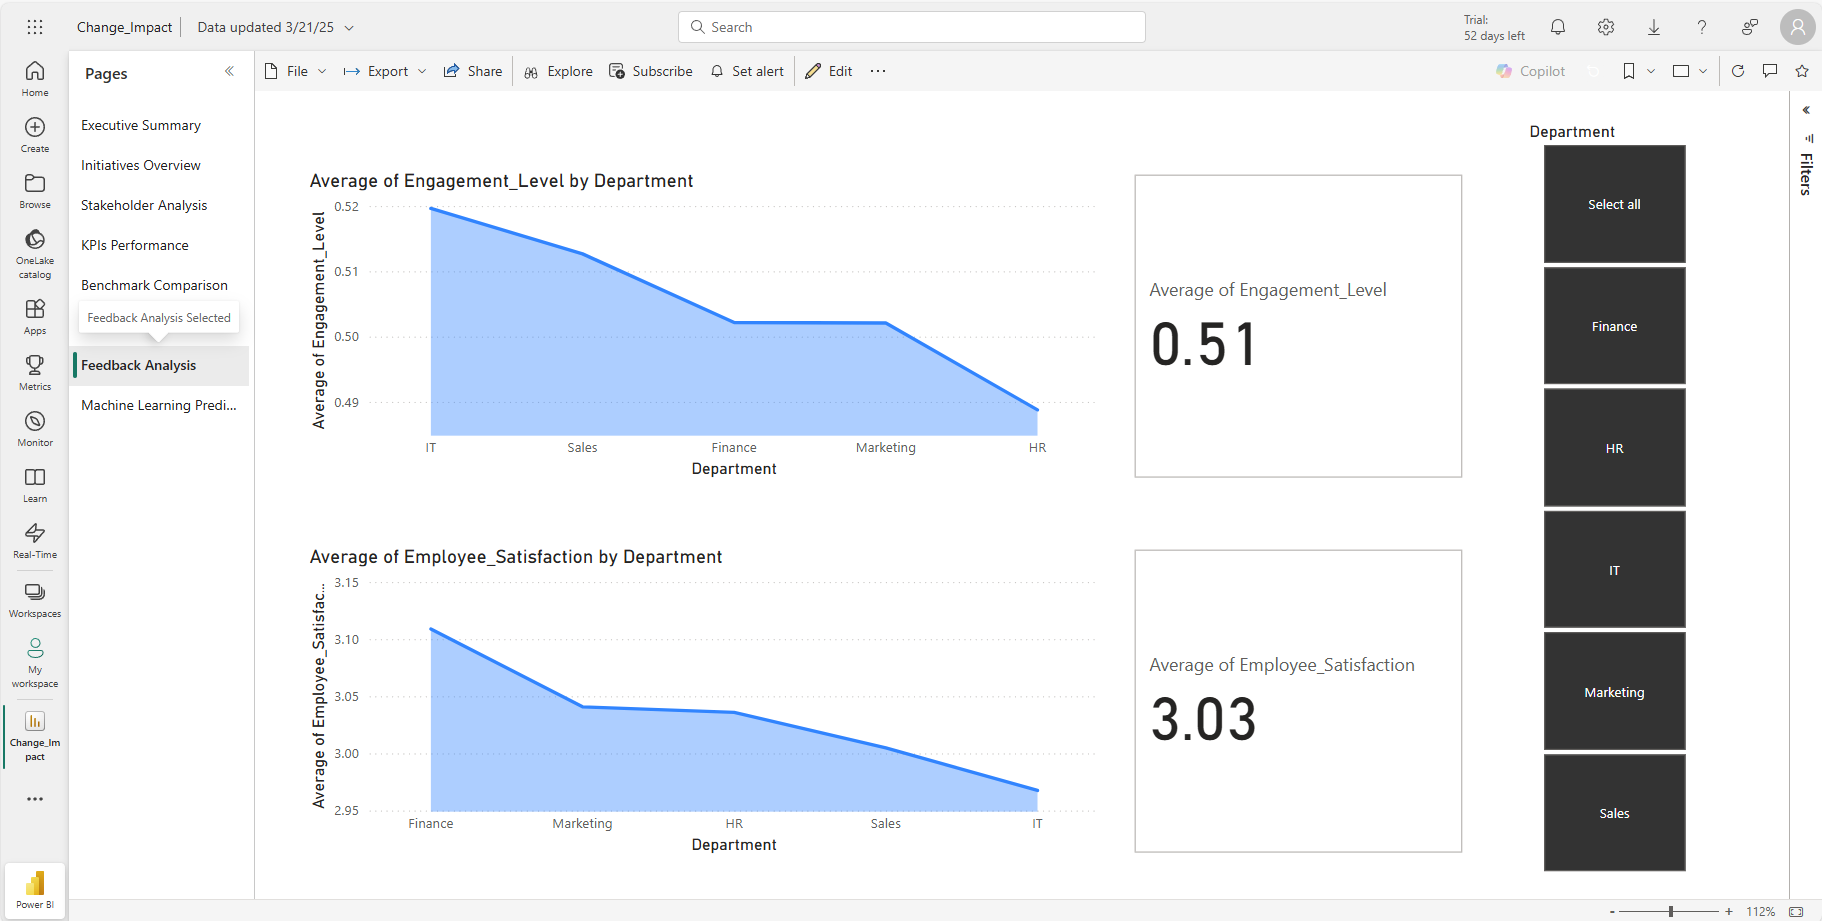 Change_Impact
Data updated 3/21/25
Search
Trial:
52 days left
Home
Create
Browse
OneLake
catalog
Apps
Metrics
Monitor
Learn
Real-Time
Workspaces
My
workspace
Change_Im
pact
Power BI
Pages
Executive Summary
Initiatives Overview
Stakeholder Analysis
KPIs Performance
Benchmark Comparison
Feedback Analysis Selected
Feedback Analysis
Machine Learning Predi...
File
Export
Share
Explore
Subscribe
Set alert
Edit
Copilot
Average of Engagement_Level by Department
Average of Engagement_Level
0.52
0.51
0.50
0.49
IT
Sales
Finance
Marketing
HR
Department
Average of Engagement_Level
0.51
Average of Employee_Satisfaction by Department
Average of Employee_Satisfac...
3.15
3.10
3.05
3.00
2.95
Finance
Marketing
HR
Sales
IT
Department
Average of Employee_Satisfaction
3.03
Department
Select all
Finance
HR
IT
Marketing
Sales
Filters
- + 112%